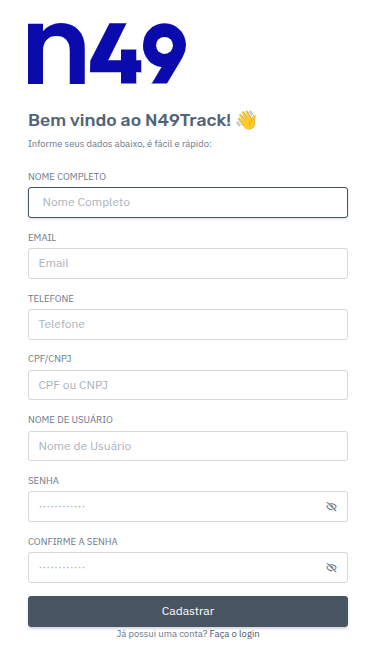 n49
Bem vindo ao N49Track! 👋
Informe seus dados abaixo, é fácil e rápido:
NOME COMPLETO
Nome Completo
EMAIL
Email
TELEFONE
Telefone
CPF/CNPJ
CPF ou CNPJ
NOME DE USUÁRIO
Nome de Usuário
SENHA
············
CONFIRME A SENHA
············
Cadastrar
Já possui uma conta? Faça o login